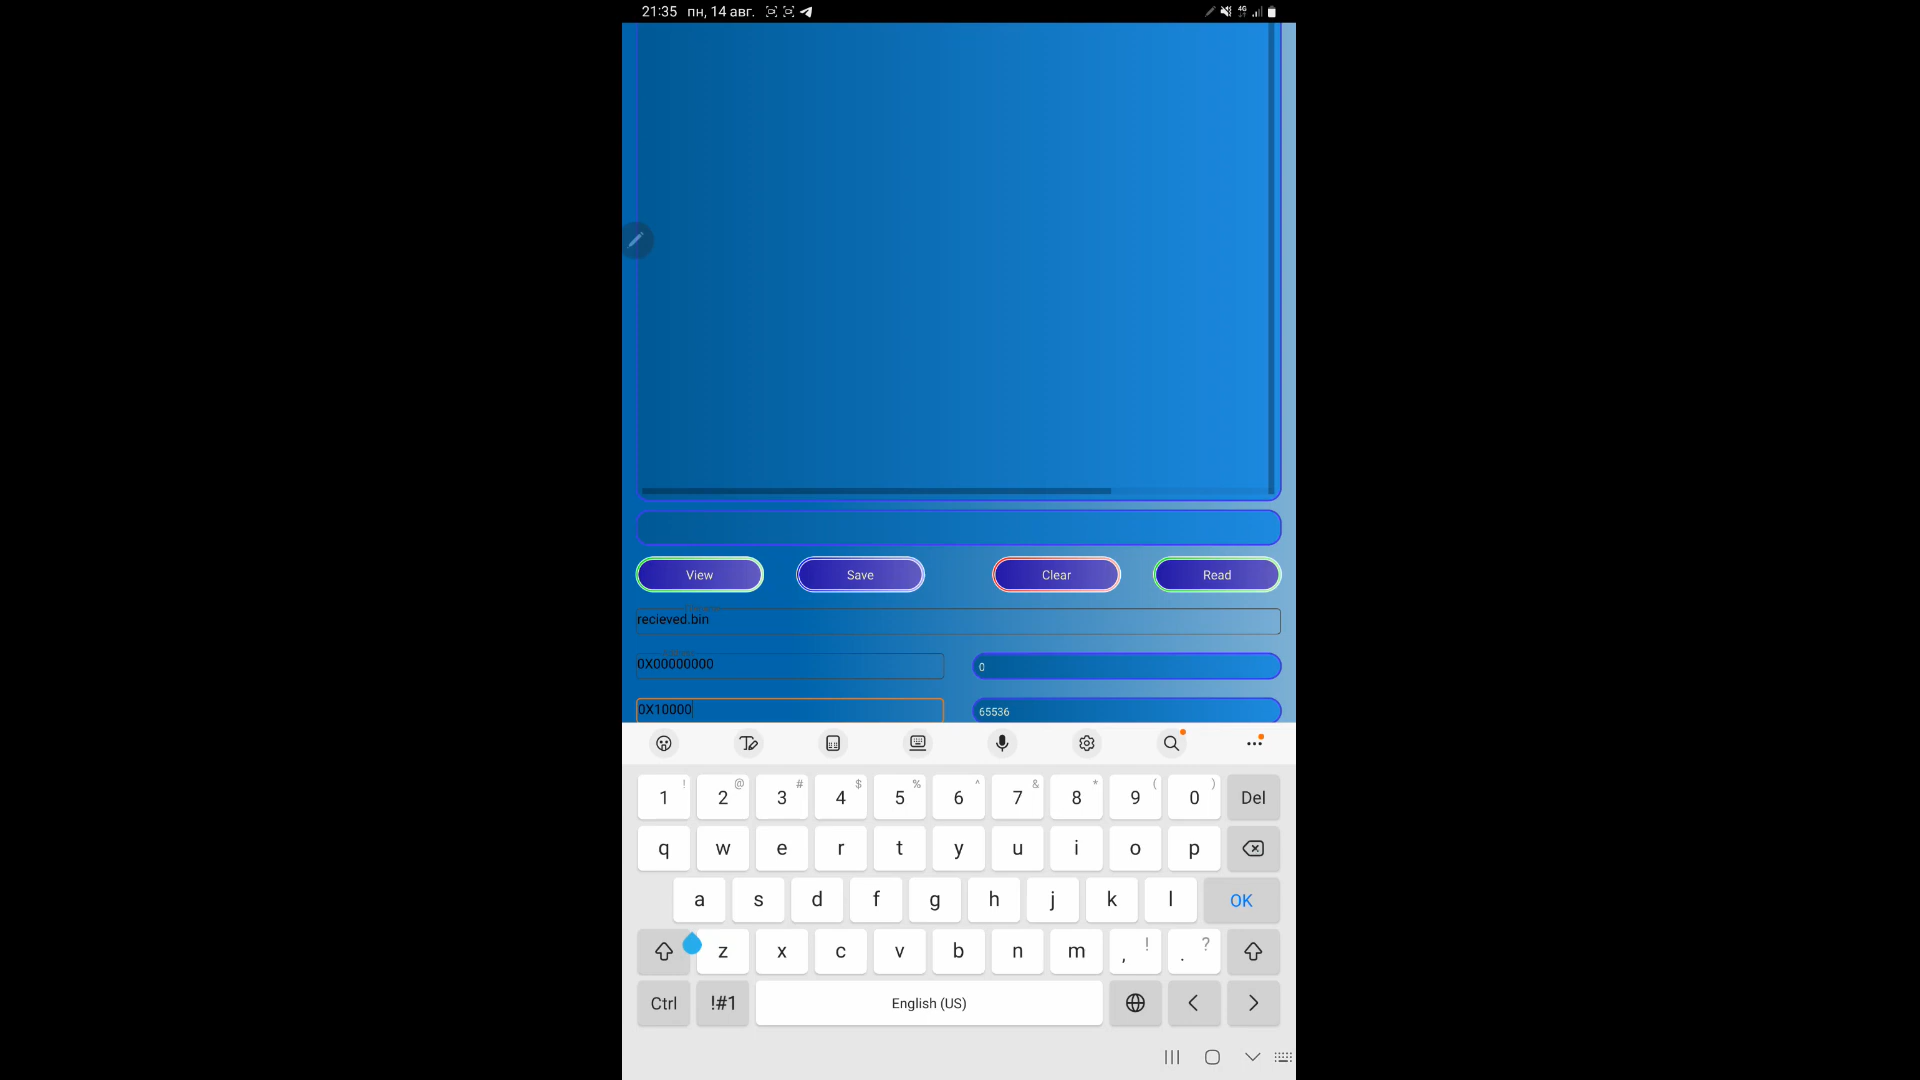 21:35 пн, 14 авг. 4G
View Save Clear Read
recieved.bin
0X00000000 0
0X10000 65536
! @ # $ % ^ & * ( )
1 2 3 4 5 6 7 8 9 0 Del
q w e r t y u i o p
a s d f g h j k l OK
! ?
z x c v b n m , .
Ctrl !#1 English (US)